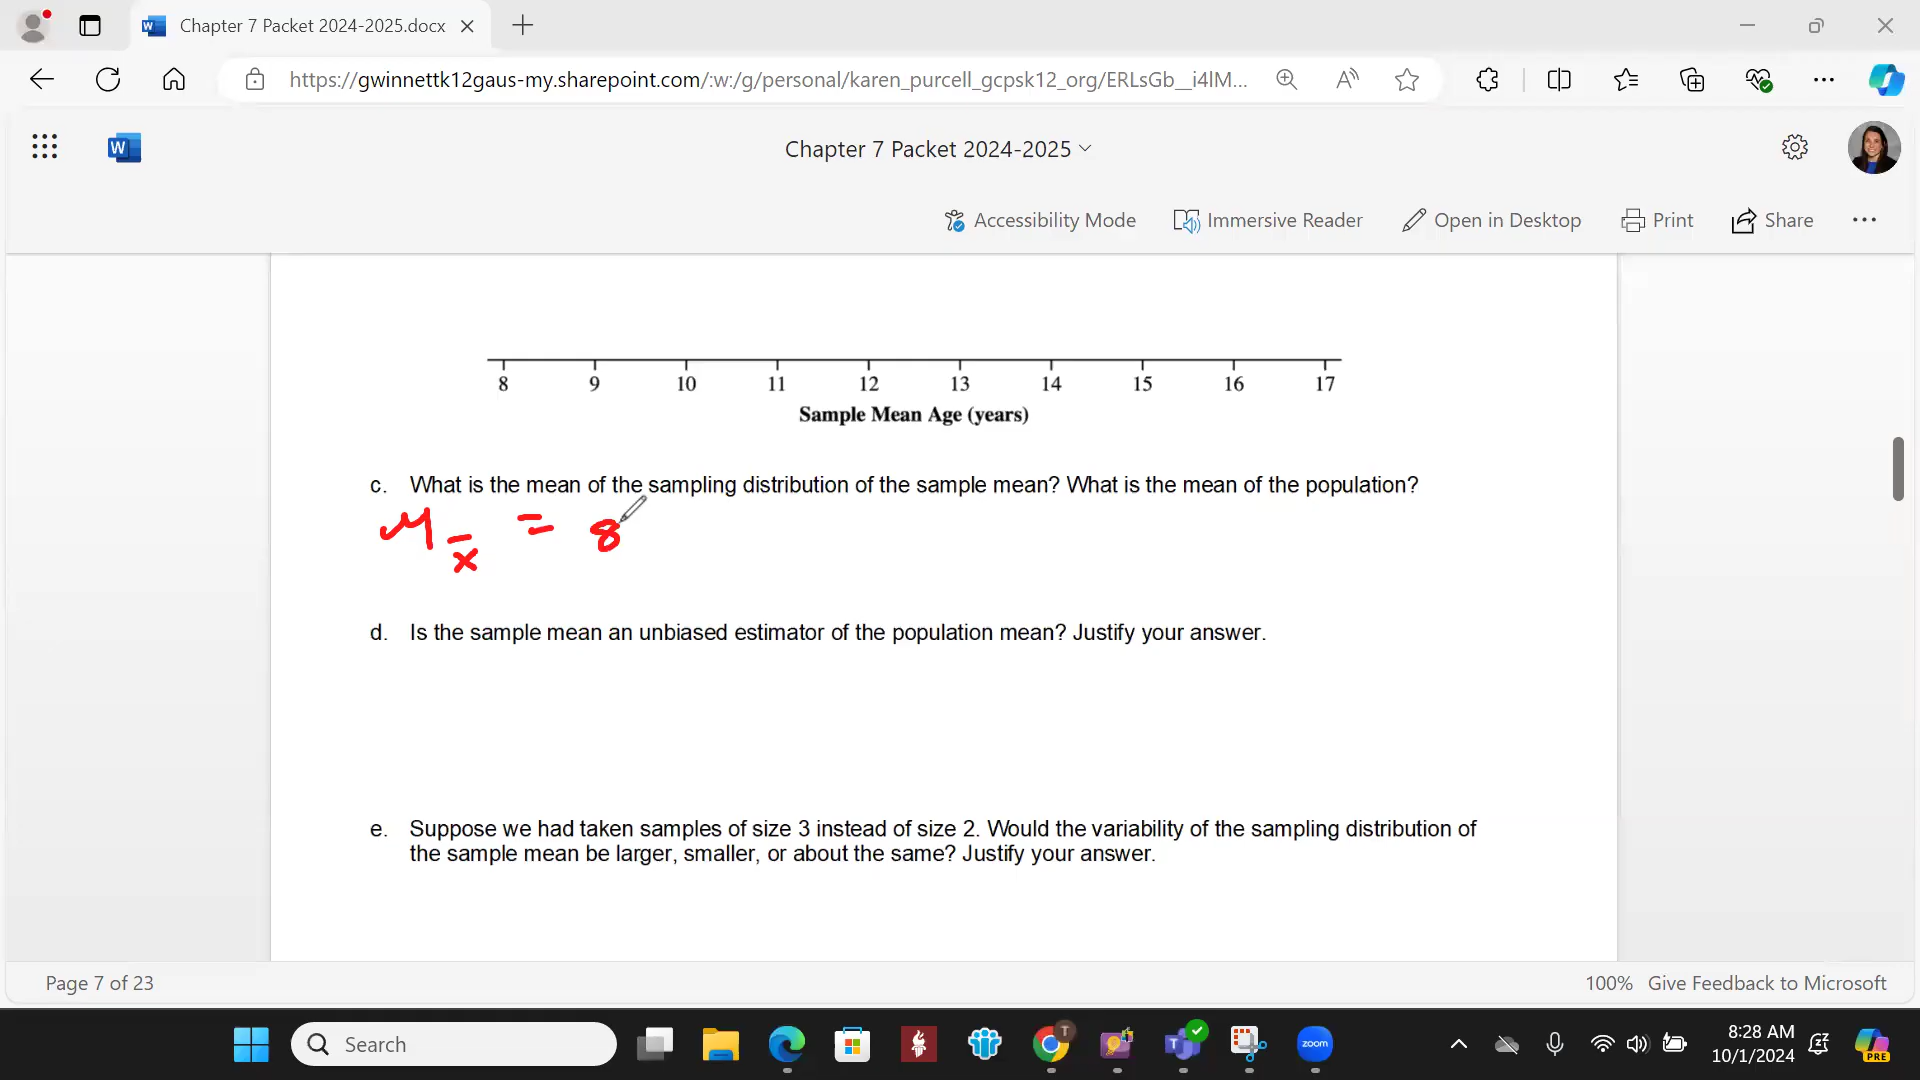 Chapter 7 Packet 2024-2025.docx
https://gwinnettk12gaus-my.sharepoint.com/:w:/g/personal/karen_purcell_gcpsk12_org/ERLsGb__i4lM...
W
Chapter 7 Packet 2024-2025
Accessibility Mode Immersive Reader Open in Desktop Print Share
8 9 10 11 12 13 14 15 16 17
Sample Mean Age (years)
c. What is the mean of the sampling distribution of the sample mean? What is the mean of the population?
μ_x̄ = 8
d. Is the sample mean an unbiased estimator of the population mean? Justify your answer.
e. Suppose we had taken samples of size 3 instead of size 2. Would the variability of the sampling distribution of
the sample mean be larger, smaller, or about the same? Justify your answer.
Page 7 of 23 100% Give Feedback to Microsoft
Search T zoom 8:28 AM
10/1/2024 PRE